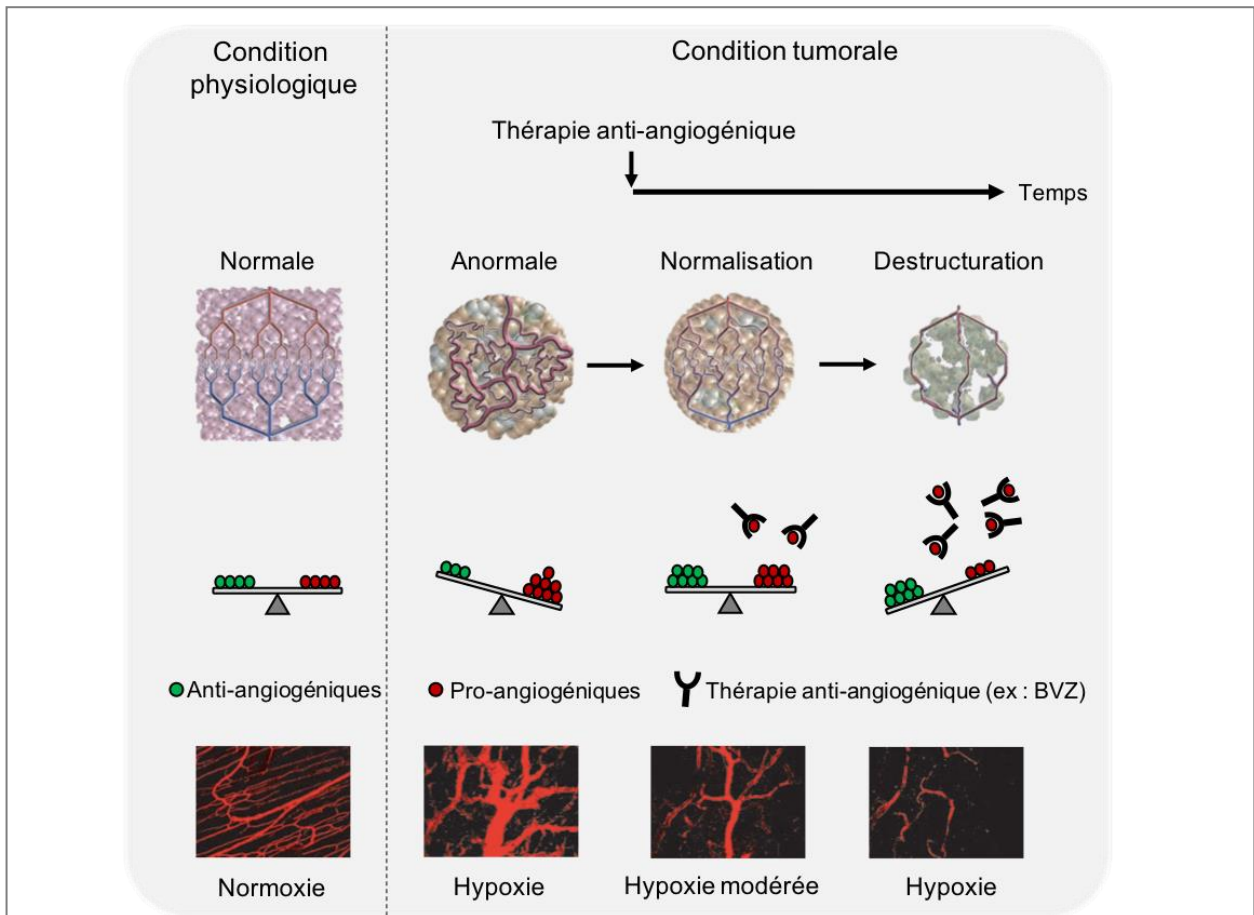 Condition
physiologique
Condition tumorale
Thérapie anti-angiogénique
Temps
Normale
Anormale
Normalisation
Destructuration
Anti-angiogéniques
Pro-angiogéniques
Thérapie anti-angiogénique (ex : BVZ)
Normoxie
Hypoxie
Hypoxie modérée
Hypoxie